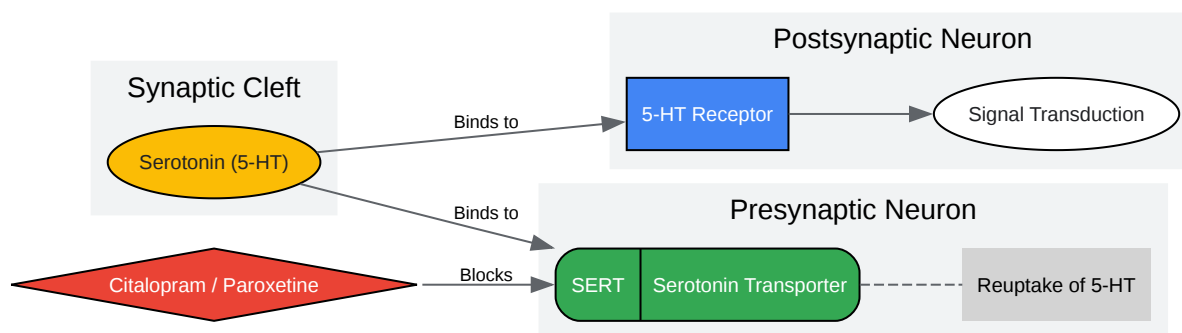 Postsynaptic Neuron
Synaptic Cleft
5-HT Receptor
Signal Transduction
Binds to
Serotonin (5-HT)
Binds to
Presynaptic Neuron
Citalopram / Paroxetine
Blocks
SERT
Serotonin Transporter
Reuptake of 5-HT